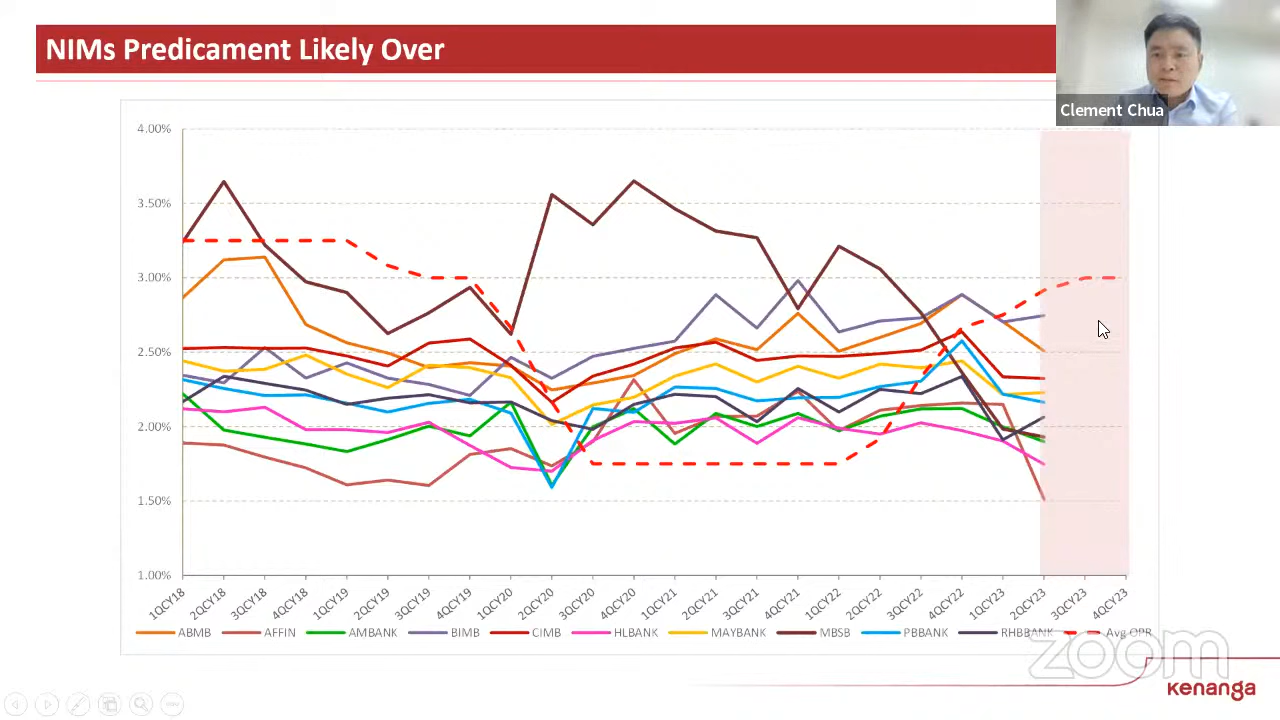 NIMs Predicament Likely Over
Clement Chua
4.00%
3.50%
3.00%
2.50%
2.00%
1.50%
1.00%
1QCY18 2QCY18 3QCY18 4QCY18 1QCY19 2QCY19 3QCY19 4QCY19 1QCY20 2QCY20 3QCY20 4QCY20 1QCY21 2QCY21 3QCY21 4QCY21 1QCY22 2QCY22 3QCY22 4QCY22 1QCY23 2QCY23 3QCY23 4QCY23
ABMB AFFIN AMBANK BIMB CIMB HLBANK MAYBANK MBSB PBBANK RHBBANK Avg OPR
zoom
kenanga